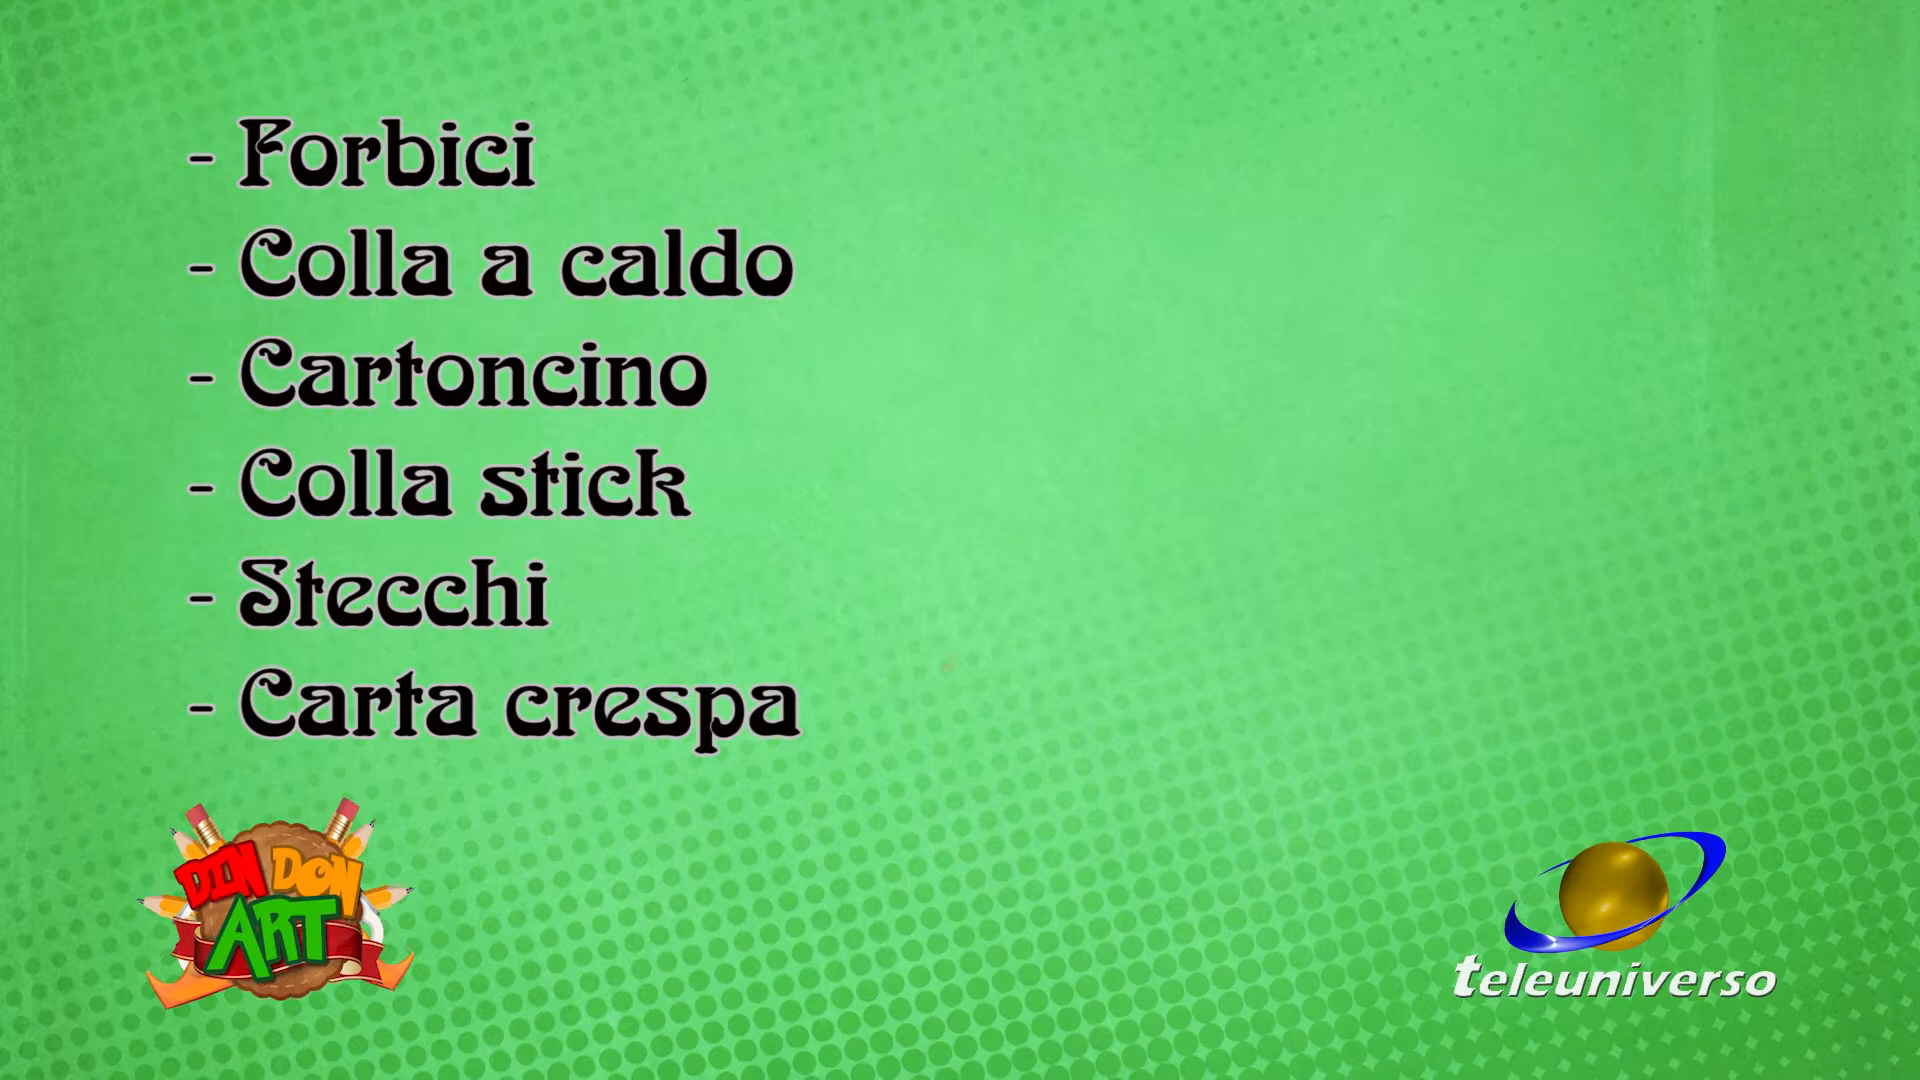 - Forbici
- Colla a caldo
- Cartoncino
- Colla stick
- Stecchi
- Carta crespa
DIN DON
ART
teleuniverso